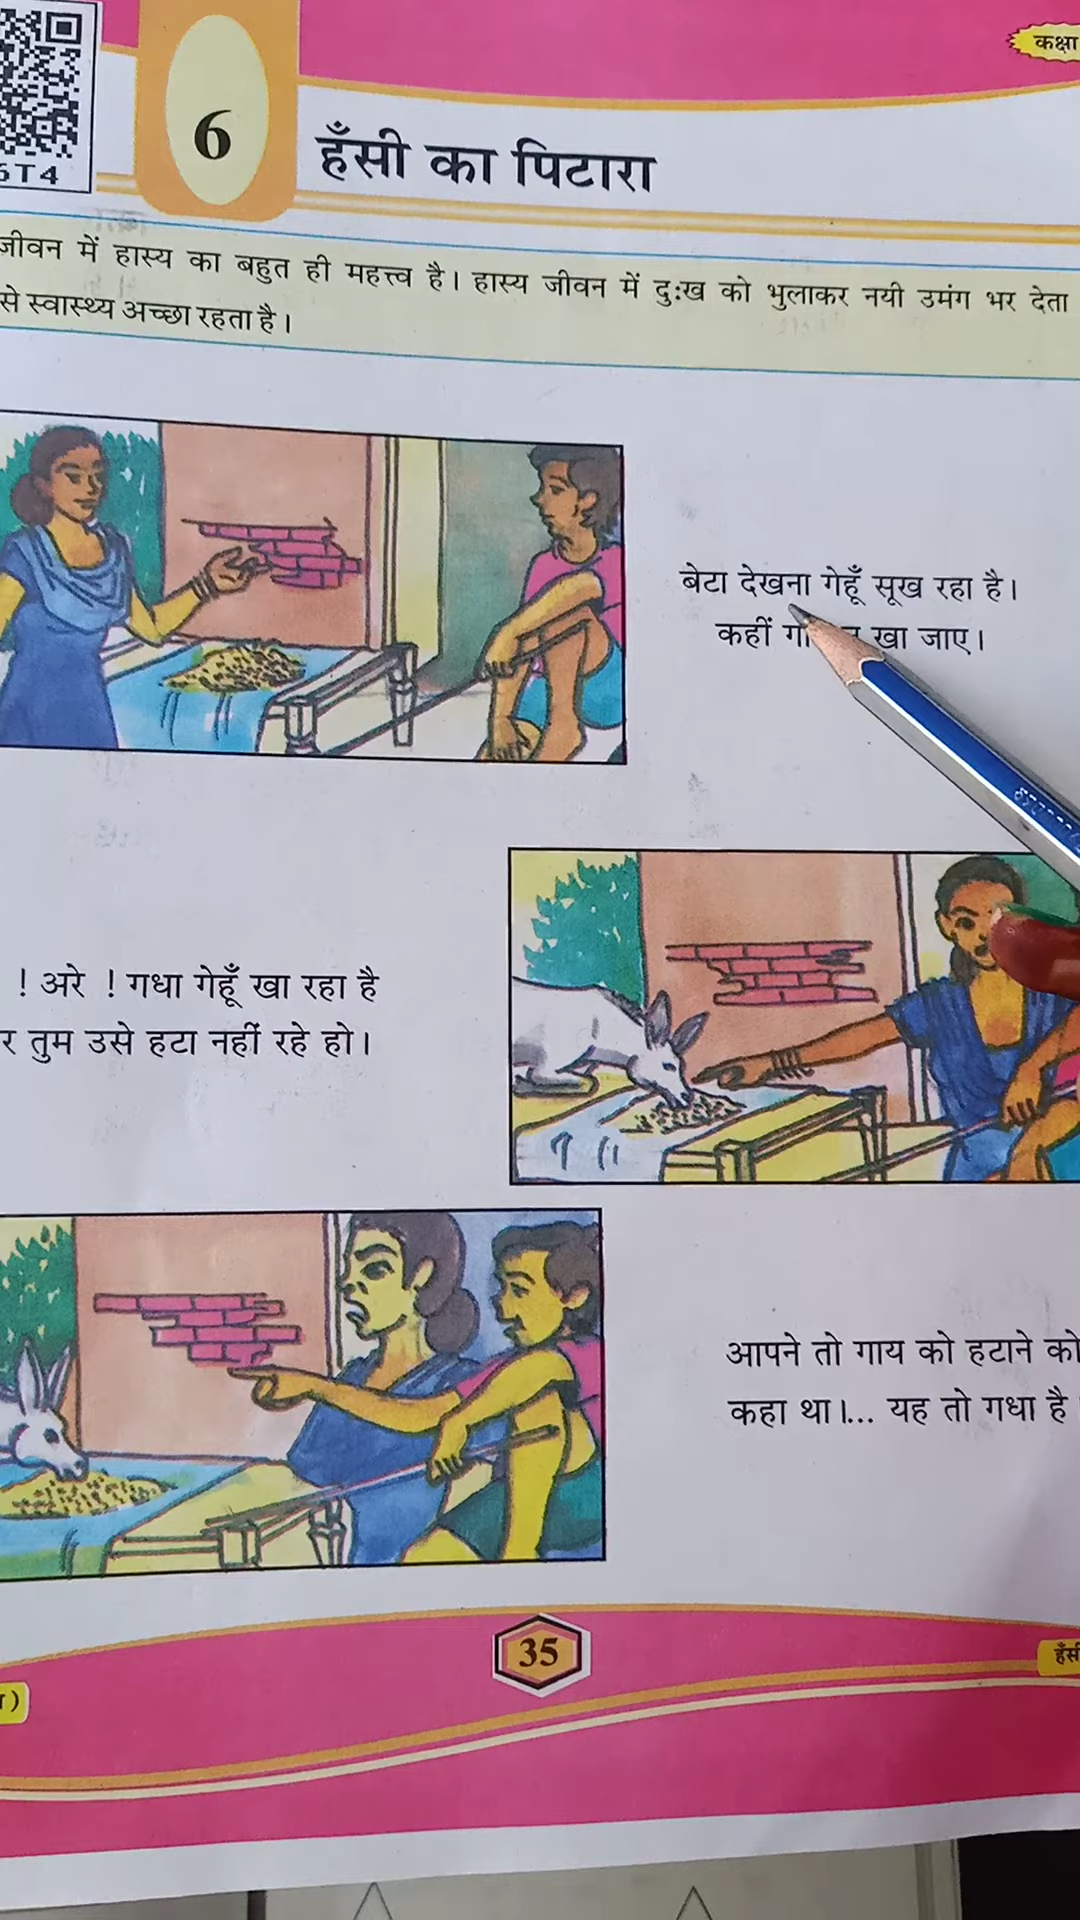 कक्षा
6T4
6
हँसी का पिटारा
जीवन में हास्य का बहुत ही महत्त्व है। हास्य जीवन में दुःख को भुलाकर नयी उमंग भर देता
से स्वास्थ्य अच्छा रहता है।
बेटा देखना गेहूँ सूख रहा है।
कहीं खा जाए।
! अरे ! गधा गेहूँ खा रहा है
तुम उसे हटा नहीं रहे हो।
आपने तो गाय को हटाने को
कहा था।... यह तो गधा है
35